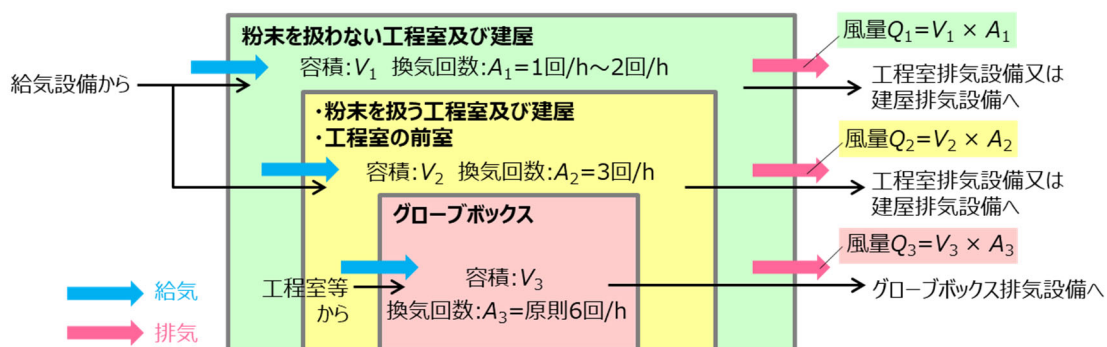 粉末を扱わない工程室及び建屋
容積:V₁ 換気回数:A₁=1回/h～2回/h
風量Q₁=V₁ × A₁
給気設備から
工程室排気設備又は
建屋排気設備へ
・粉末を扱う工程室及び建屋
・工程室の前室
容積:V₂ 換気回数:A₂=3回/h
風量Q₂=V₂ × A₂
工程室排気設備又は
建屋排気設備へ
グローブボックス
工程室等
から
容積:V₃
換気回数:A₃=原則6回/h
風量Q₃=V₃ × A₃
グローブボックス排気設備へ
給気
排気